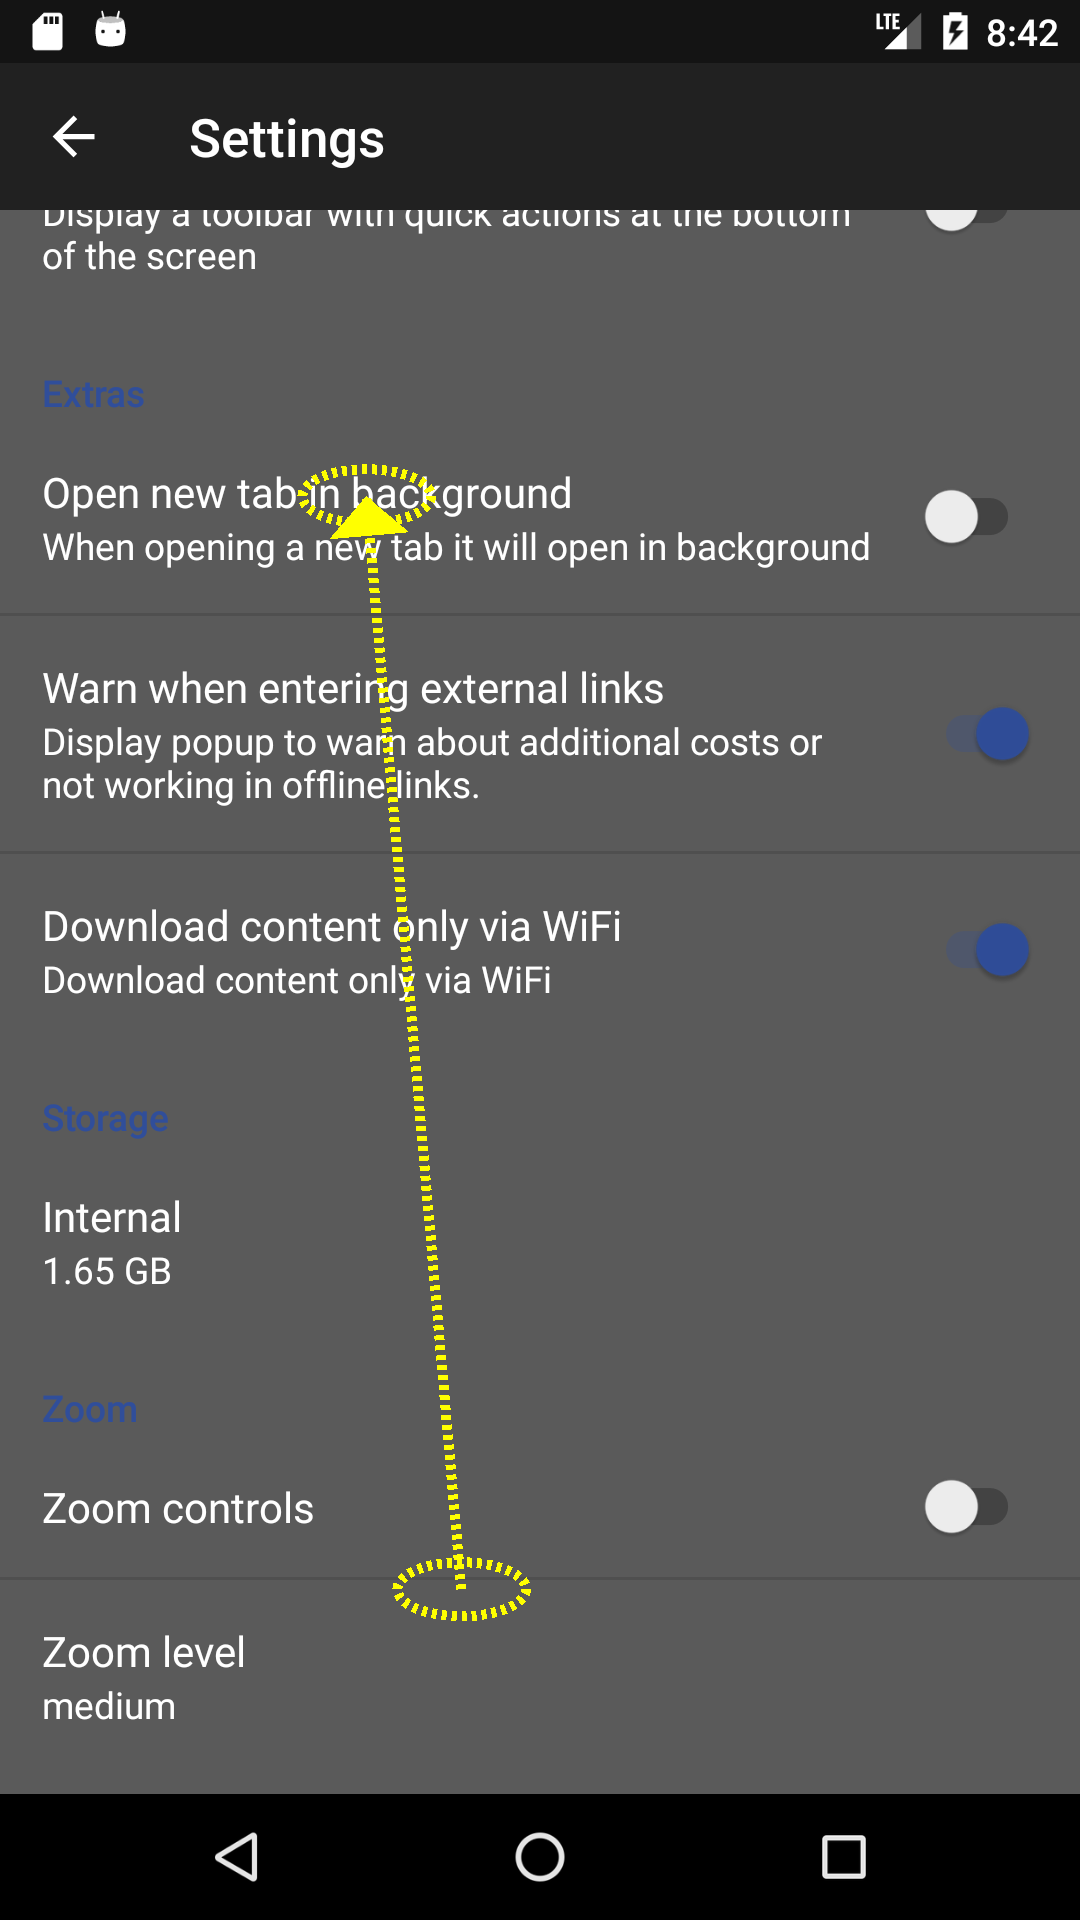 LTE 8:42
Settings
Display a toolbar with quick actions at the bottom
of the screen
Extras
Open new tab in background
When opening a new tab it will open in background
Warn when entering external links
Display popup to warn about additional costs or
not working in offline links.
Download content only via WiFi
Download content only via WiFi
Storage
Internal
1.65 GB
Zoom
Zoom controls
Zoom level
medium